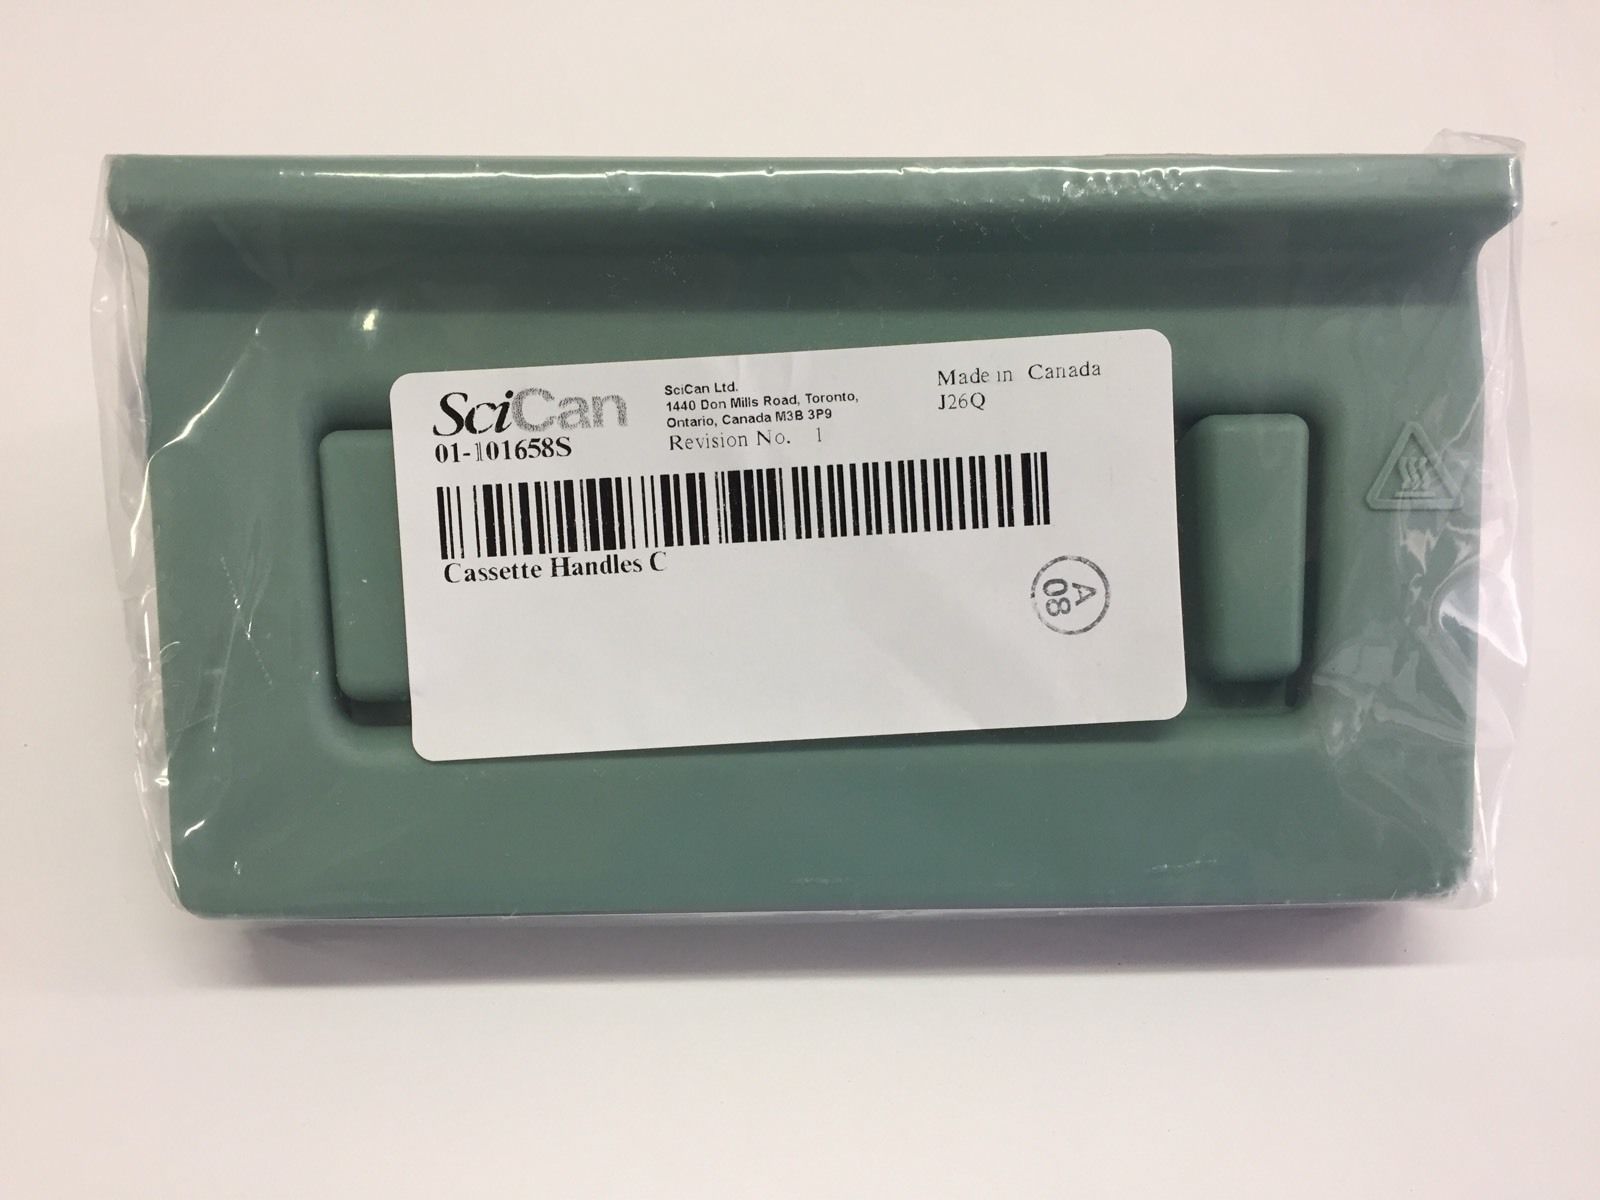 SciCan
01-101658S
SciCan Ltd.
1440 Don Mills Road, Toronto,
Ontario, Canada M3B 3P9
Revision No. 1
Made in Canada
J26Q
Cassette Handles C
A
08